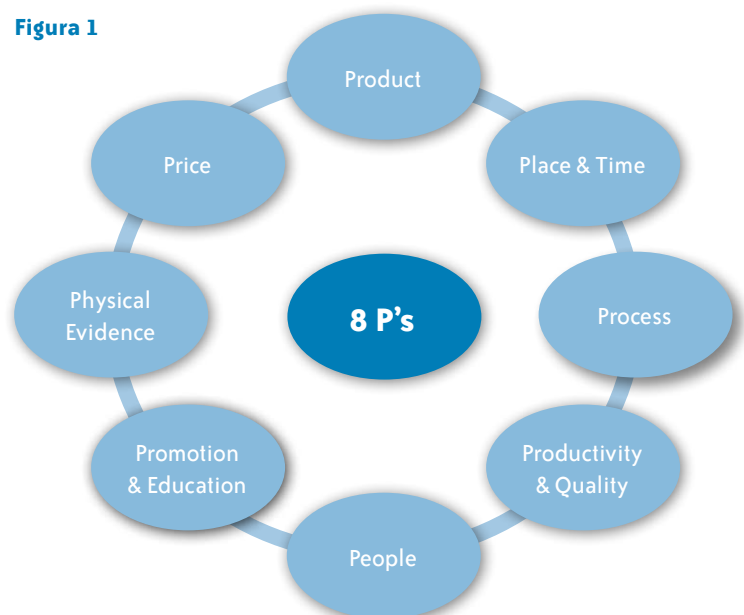 Figura 1
Product
Place & Time
Process
Productivity
& Quality
People
Promotion
& Education
Physical
Evidence
Price
8 P's